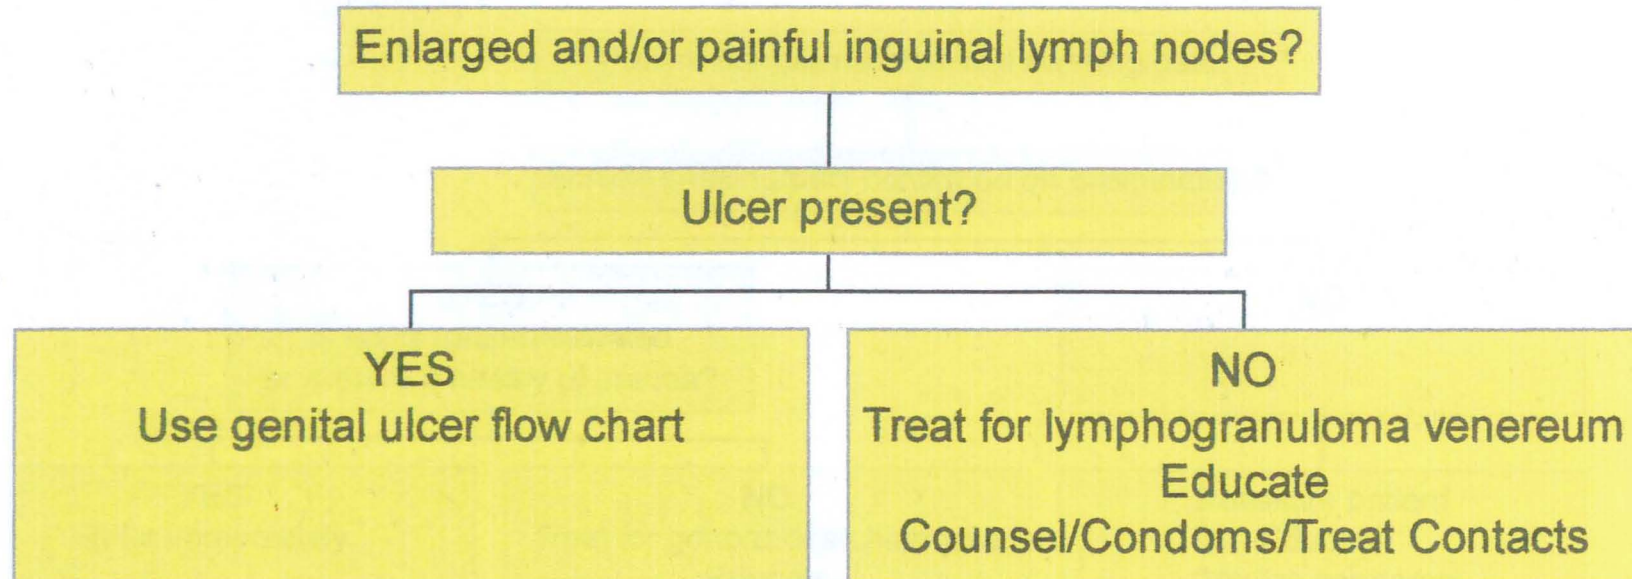 Enlarged and/or painful inguinal lymph nodes?
Ulcer present?
YES
Use genital ulcer flow chart
NO
Treat for lymphogranuloma venereum
Educate
Counsel/Condoms/Treat Contacts